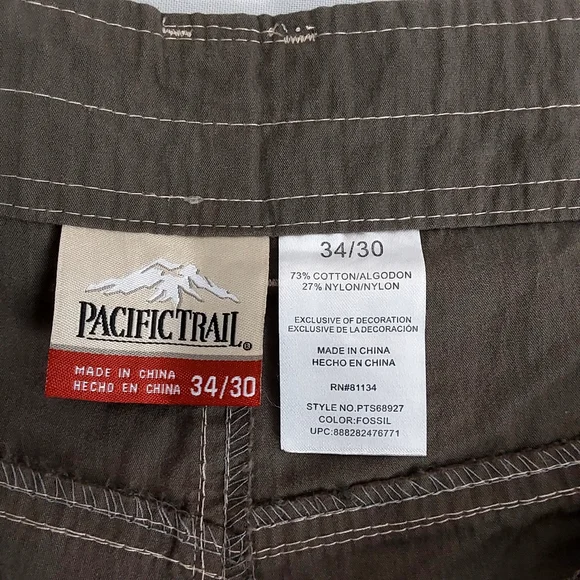 PACIFIC TRAIL
MADE IN CHINA
HECHO EN CHINA 34/30
34/30
73% COTTON/ALGODON
27% NYLON/NYLON
EXCLUSIVE OF DECORATION
EXCLUSIVE DE LA DECORACIÓN
MADE IN CHINA
HECHO EN CHINA
RN#81134
STYLE NO.PTS68927
COLOR:FOSSIL
UPC:888282476771